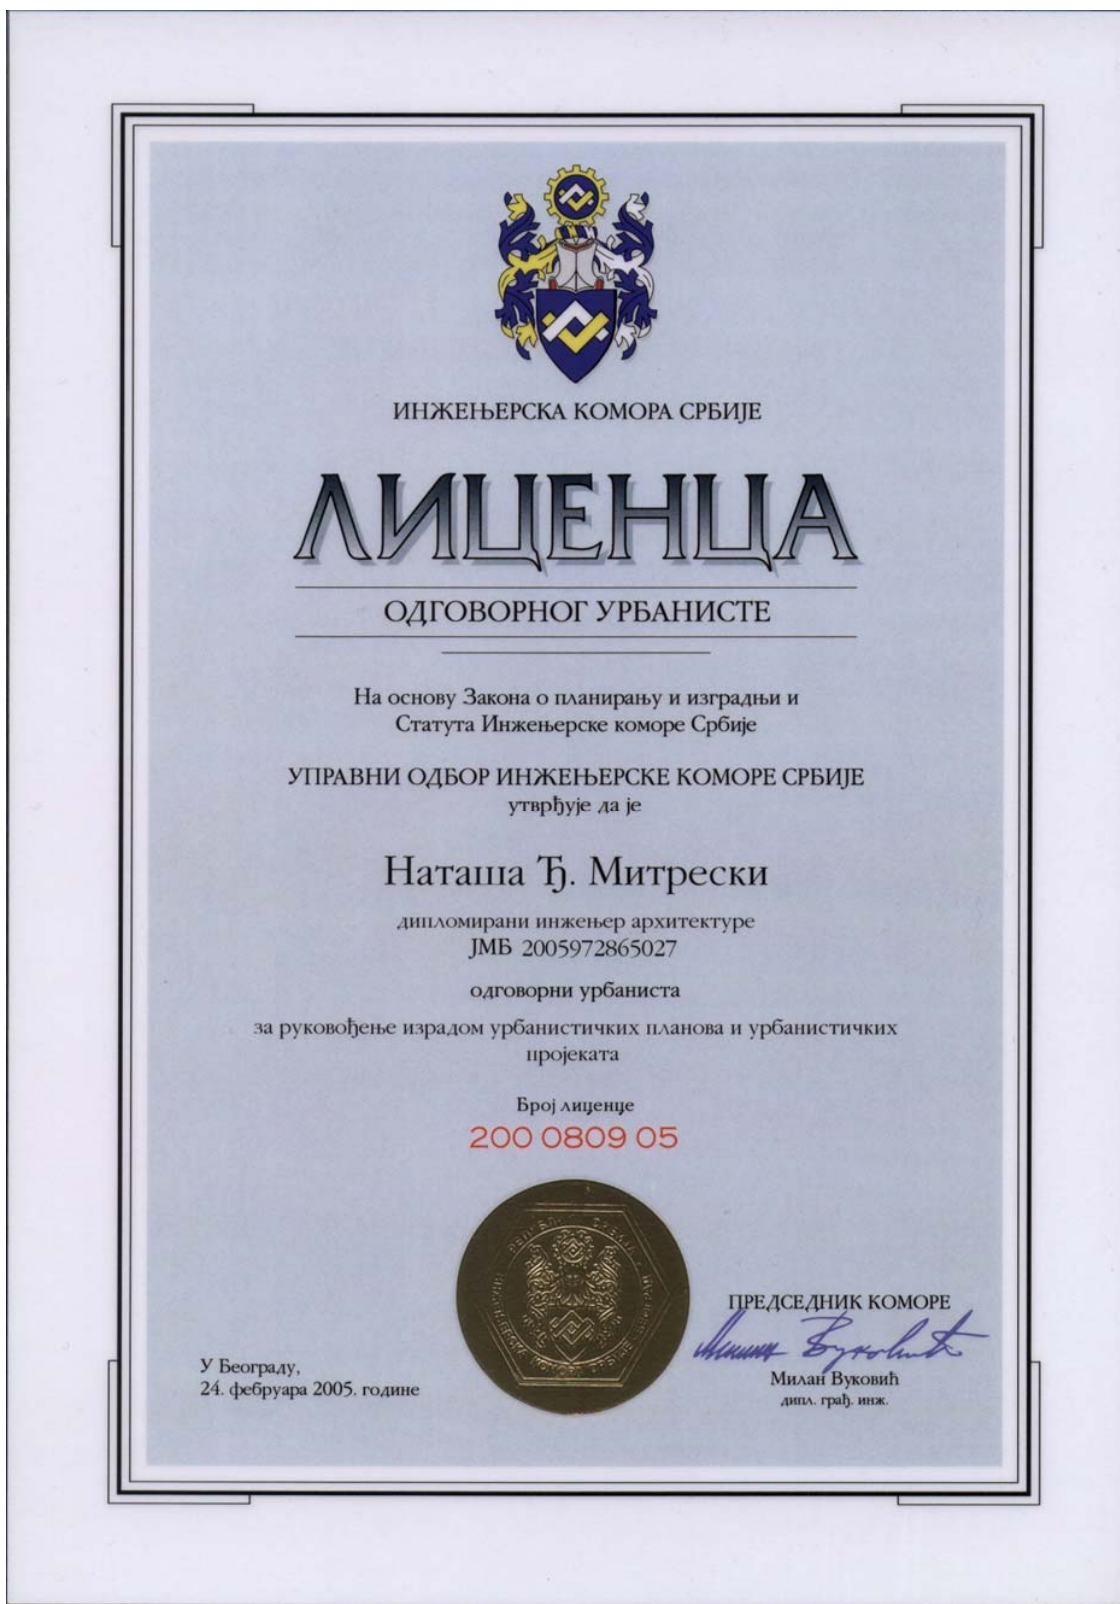 ИНЖЕЊЕРСКА КОМОРА СРБИЈЕ
ЛИЦЕНЦА
ОДГОВОРНОГ УРБАНИСТЕ
На основу Закона о планирању и изградњи и
Статута Инжењерске коморе Србије
УПРАВНИ ОДБОР ИНЖЕЊЕРСКЕ КОМОРЕ СРБИЈЕ
утврђује да је
Наташа Ђ. Митрески
дипломирани инжењер архитектуре
ЈМБ 2005972865027
одговорни урбаниста
за руковођење израдом урбанистичких планова и урбанистичких
пројеката
Број лиценце
200 0809 05
У Београду,
24. фебруара 2005. године
ПРЕДСЕДНИК КОМОРЕ
Милан Вуковић
дипл. грађ. инж.